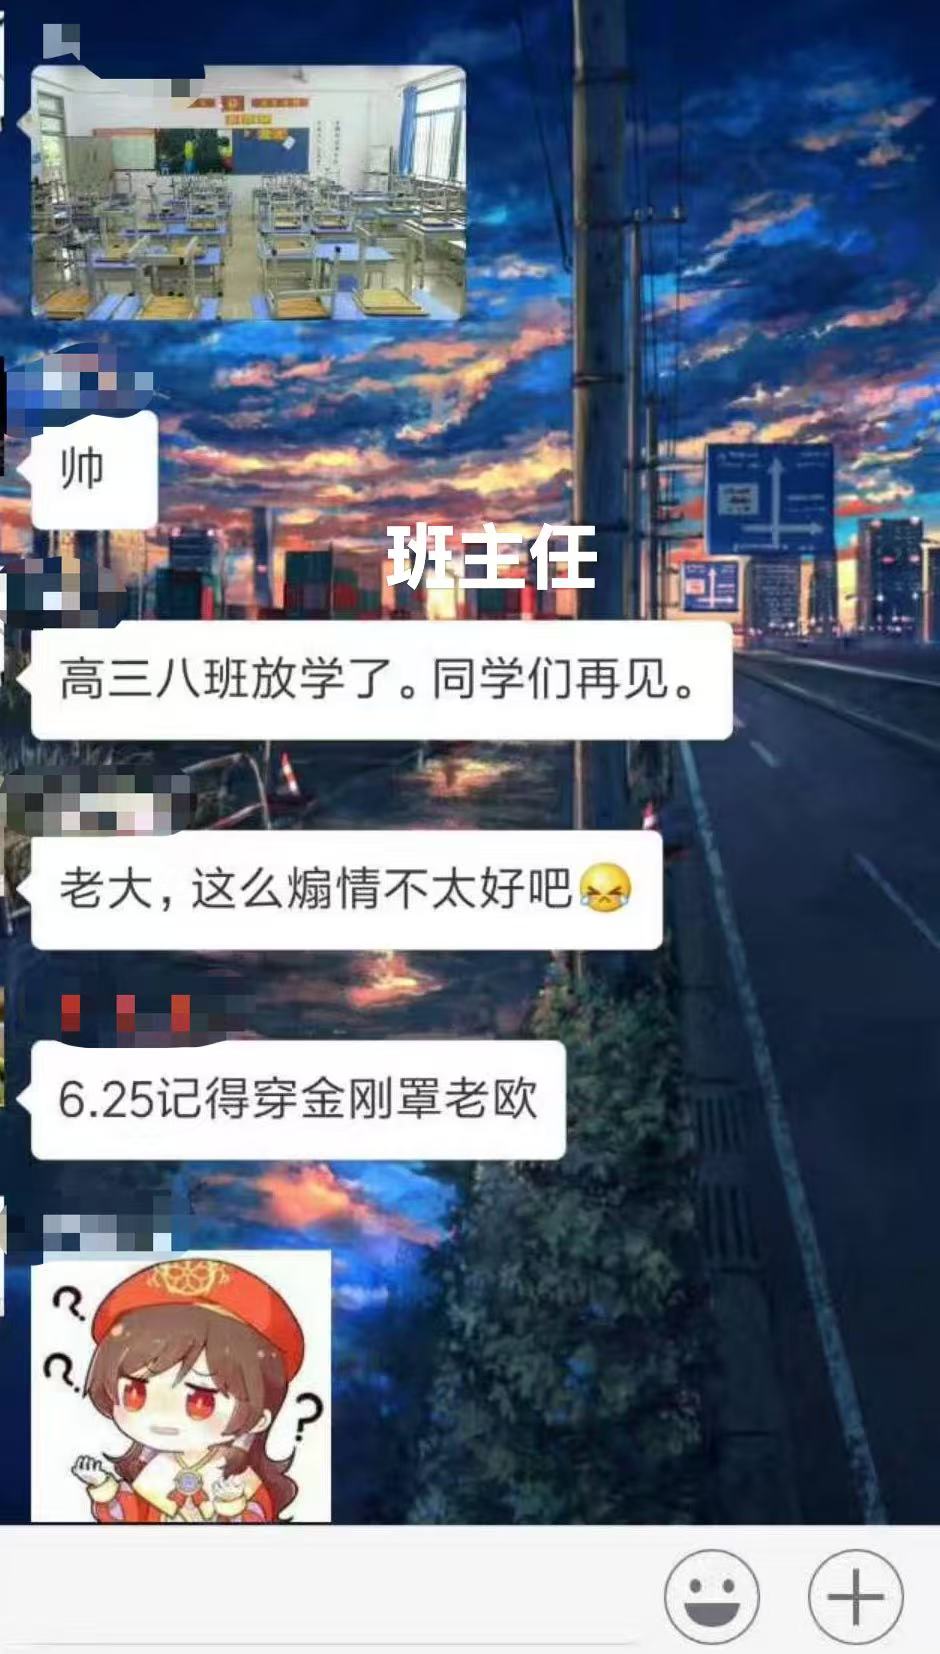 帅
班主任
高三八班放学了。同学们再见。
老大，这么煽情不太好吧
6.25记得穿金刚罩老欧
? ? ?